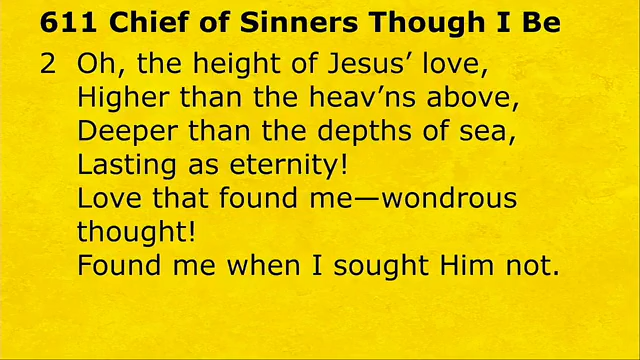 611 Chief of Sinners Though I Be
2 Oh, the height of Jesus’ love,
Higher than the heav’ns above,
Deeper than the depths of sea,
Lasting as eternity!
Love that found me—wondrous
thought!
Found me when I sought Him not.